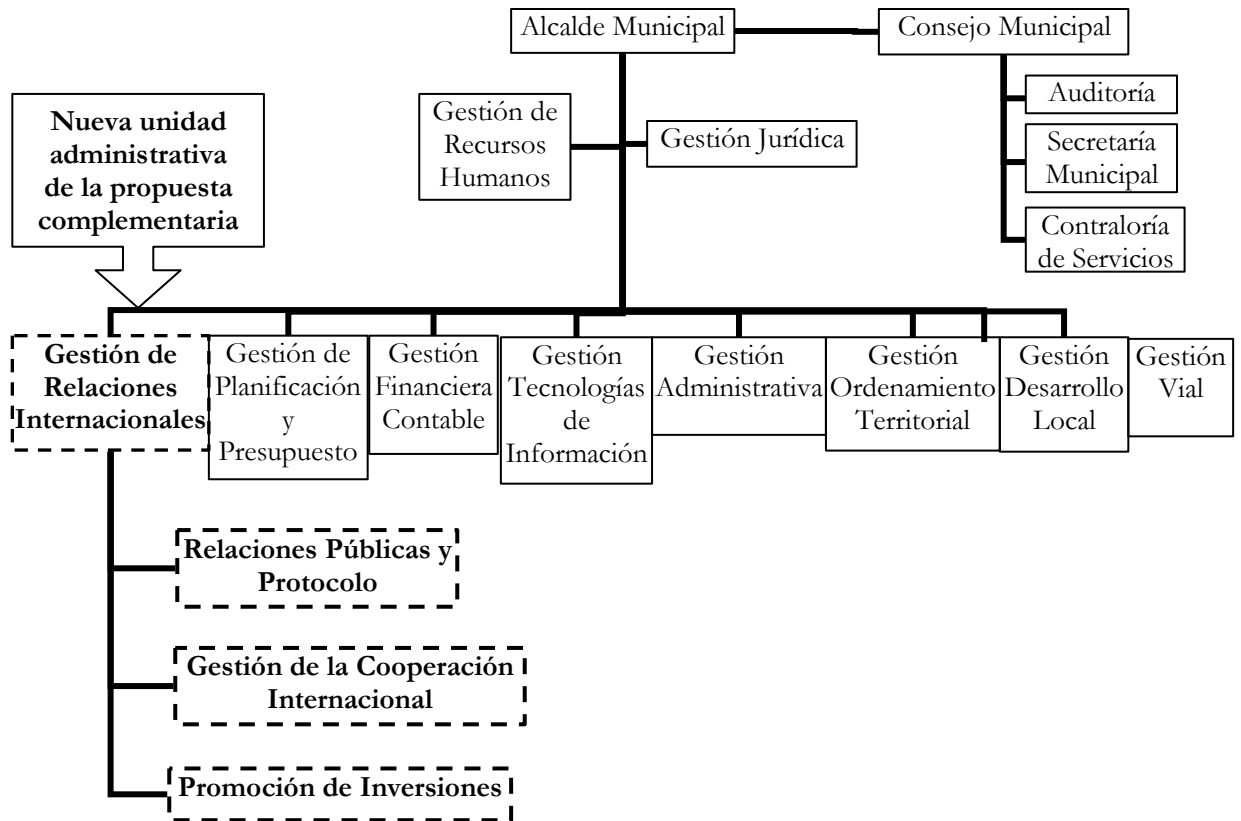 Alcalde Municipal
Consejo Municipal
Nueva unidad
administrativa
de la propuesta
complementaria
Gestión de
Recursos
Humanos
Gestión Jurídica
Auditoría
Secretaría
Municipal
Contraloría
de Servicios
Gestión de
Relaciones
Internacionales
Gestión de
Planificación
y
Presupuesto
Gestión
Financiera
Contable
Gestión
Tecnologías
de
Información
Gestión
Administrativa
Gestión
Ordenamiento
Territorial
Gestión
Desarrollo
Local
Gestión
Vial
Relaciones Públicas y
Protocolo
Gestión de la Cooperación
Internacional
Promoción de Inversiones